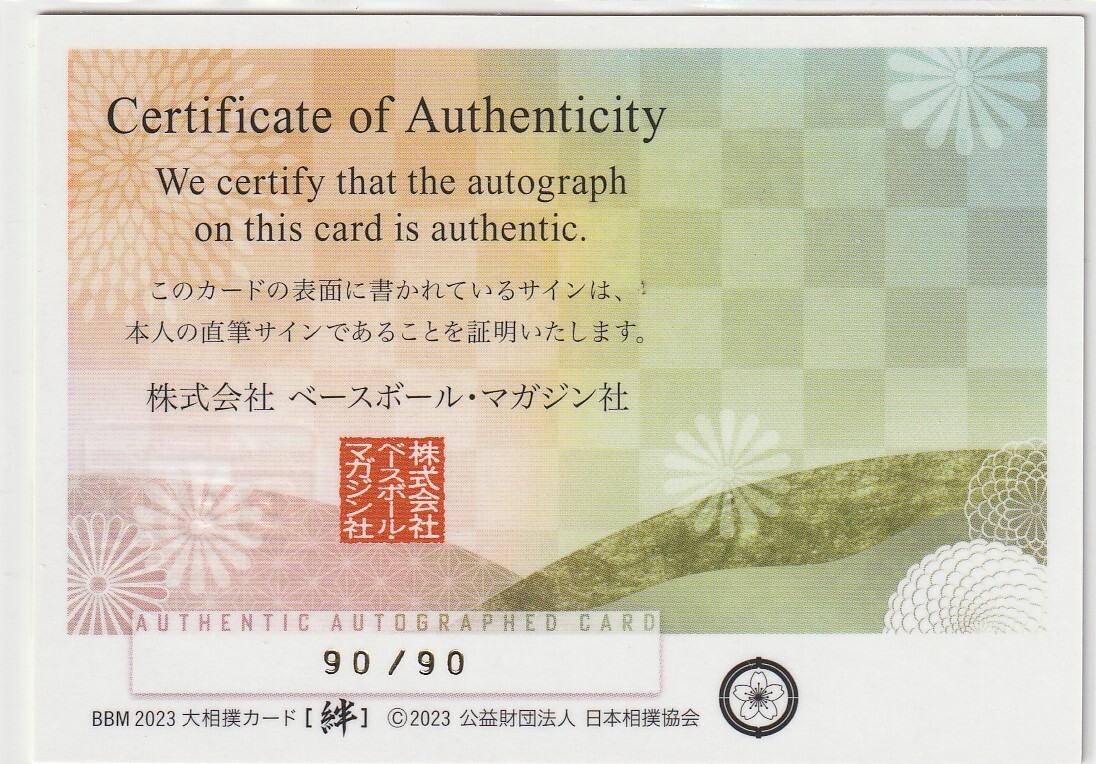 Certificate of Authenticity
We certify that the autograph
on this card is authentic.
このカードの表面に書かれているサインは、
本人の直筆サインであることを証明いたします。
株式会社 ベースボール・マガジン社
株式会社
ベースボール・
マガジン社
AUTHENTIC AUTOGRAPHED CARD
90/90
BBM 2023 大相撲カード [絆] ©2023 公益財団法人 日本相撲協会